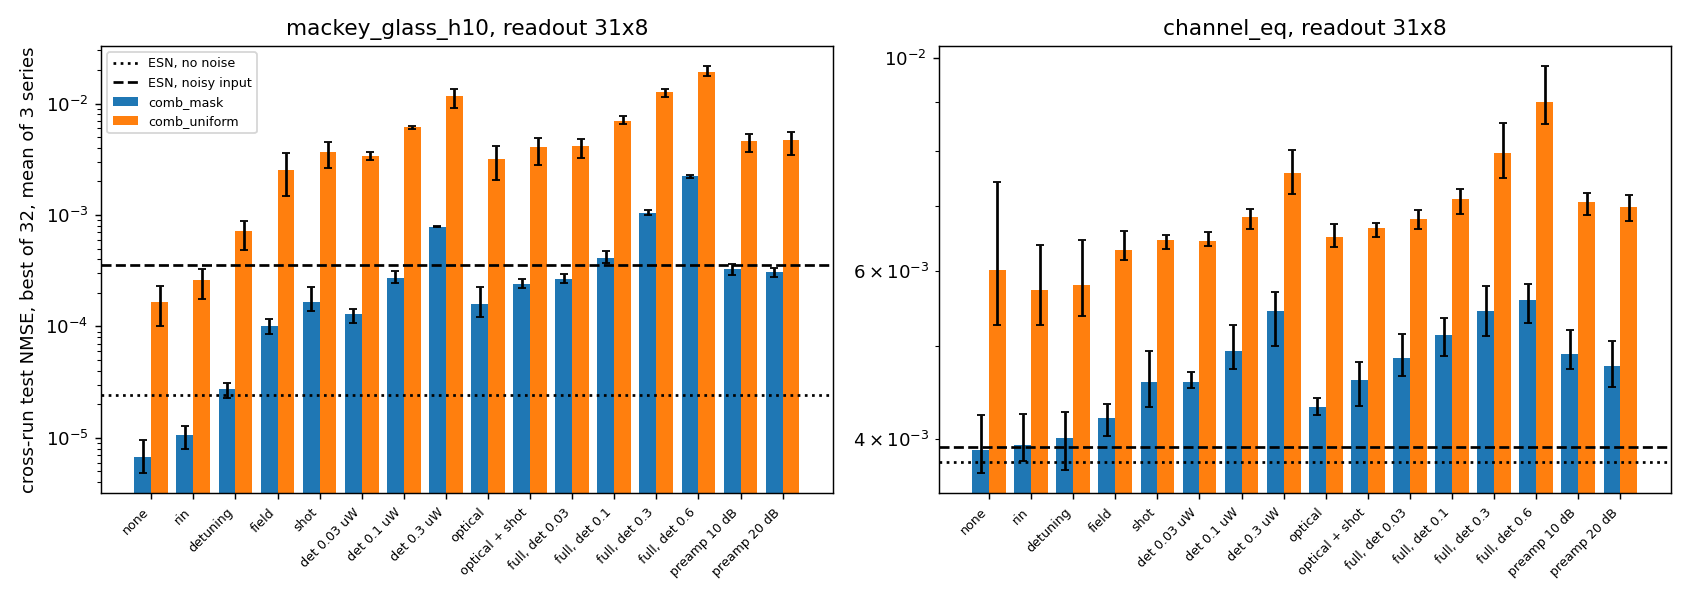 mackey_glass_h10, readout 31x8
cross-run test NMSE, best of 32, mean of 3 series
10⁻²
10⁻³
10⁻⁴
10⁻⁵
ESN, no noise
ESN, noisy input
comb_mask
comb_uniform
none
rin
detuning
field
shot
det 0.03 uW
det 0.1 uW
det 0.3 uW
optical
optical + shot
full, det 0.03
full, det 0.1
full, det 0.3
full, det 0.6
preamp 10 dB
preamp 20 dB
channel_eq, readout 31x8
10⁻²
6 × 10⁻³
4 × 10⁻³
none
rin
detuning
field
shot
det 0.03 uW
det 0.1 uW
det 0.3 uW
optical
optical + shot
full, det 0.03
full, det 0.1
full, det 0.3
full, det 0.6
preamp 10 dB
preamp 20 dB